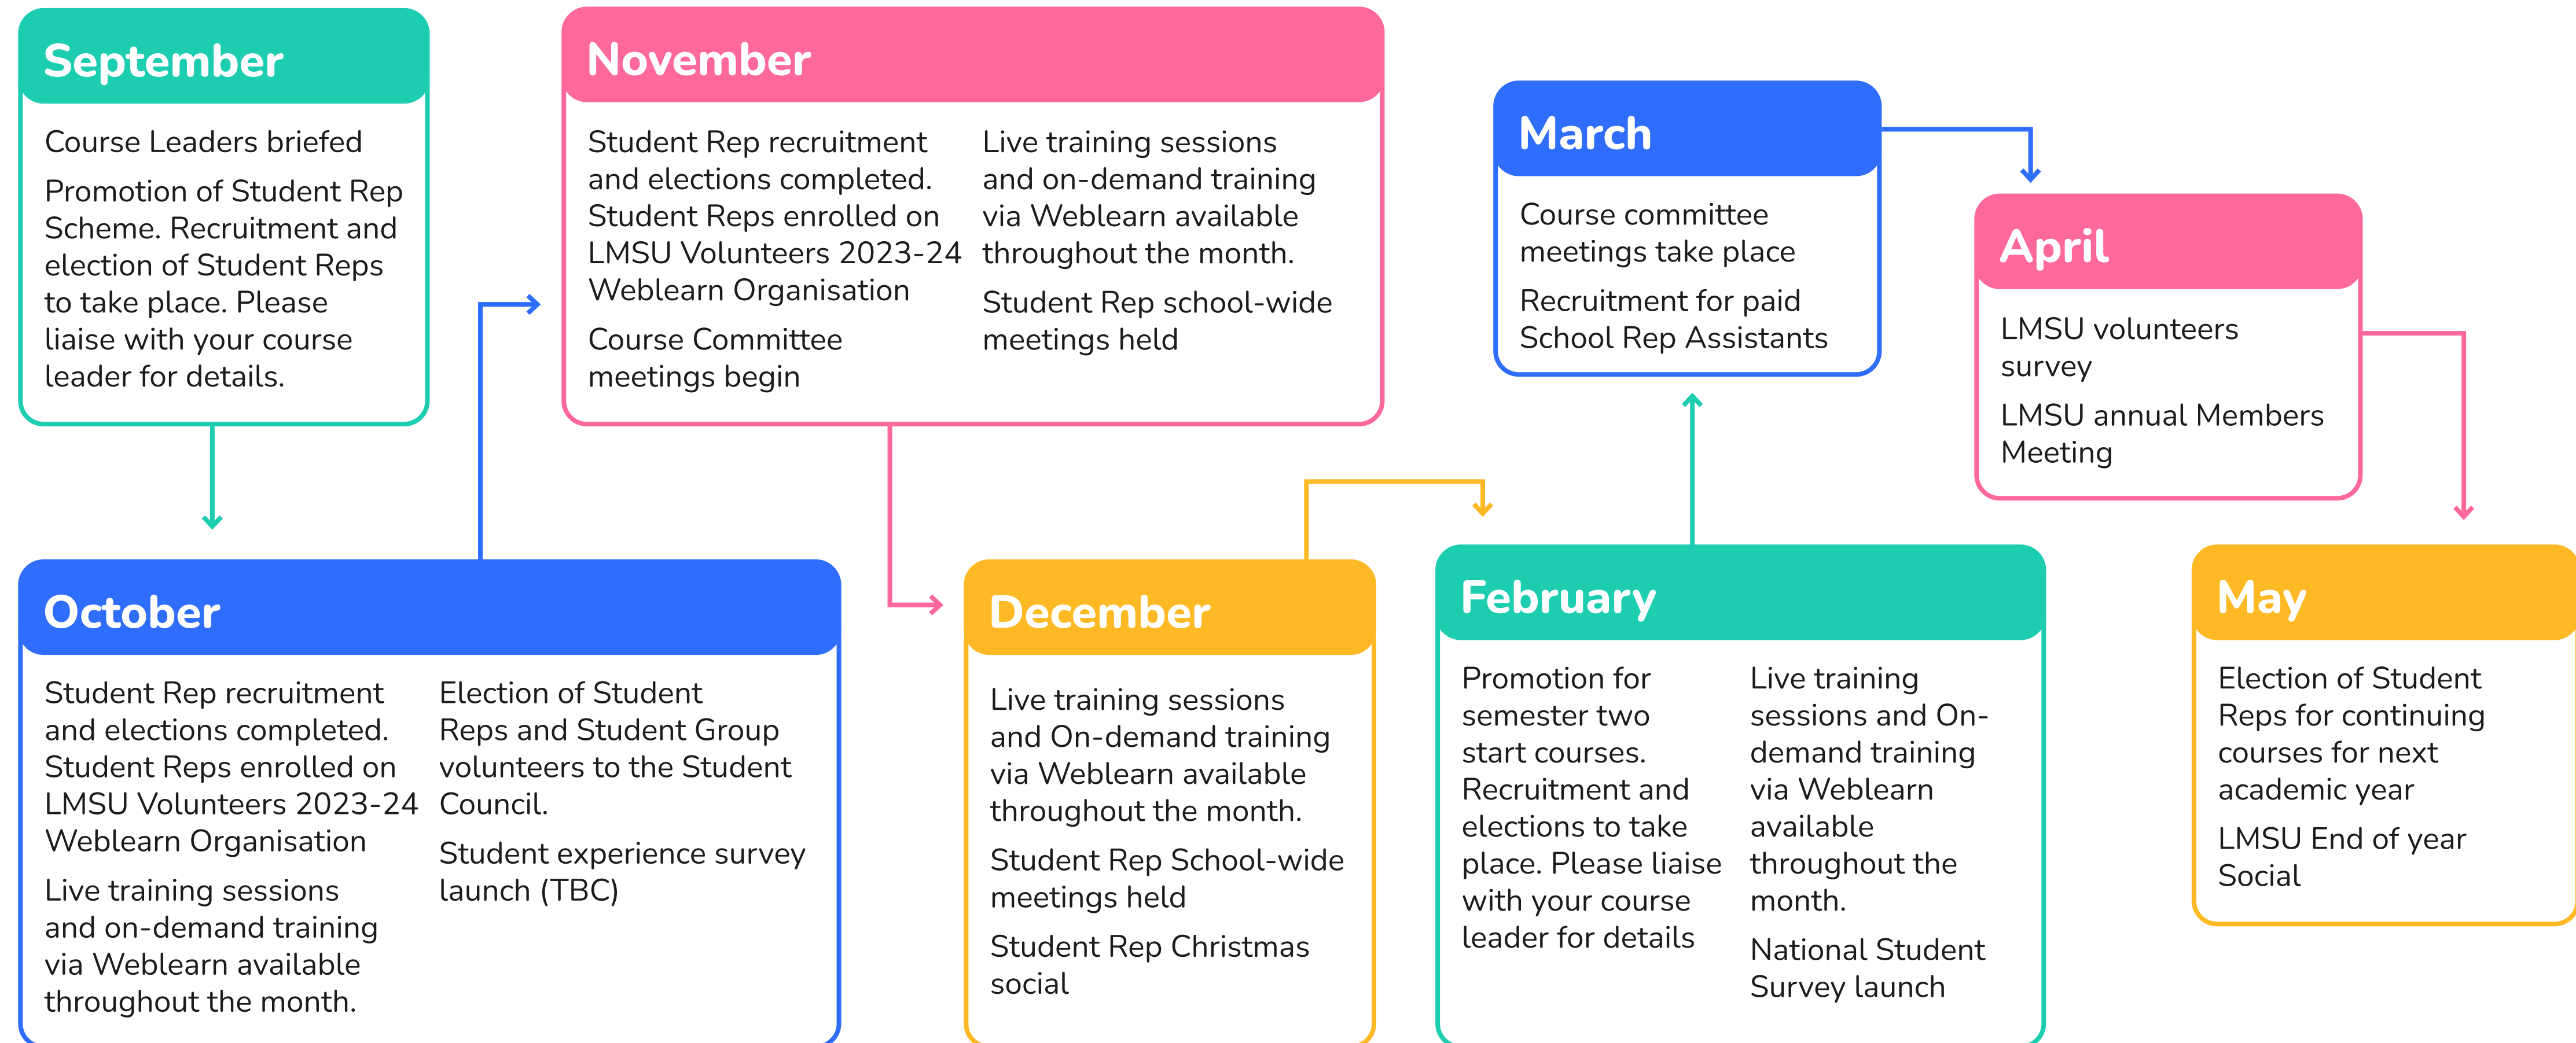 September
Course Leaders briefed
Promotion of Student Rep
Scheme. Recruitment and
election of Student Reps
to take place. Please
liaise with your course
leader for details.
October
Student Rep recruitment
and elections completed.
Student Reps enrolled on
LMSU Volunteers 2023-24
Weblearn Organisation
Live training sessions
and on-demand training
via Weblearn available
throughout the month.
Election of Student
Reps and Student Group
volunteers to the Student
Council.
Student experience survey
launch (TBC)
November
Student Rep recruitment
and elections completed.
Student Reps enrolled on
LMSU Volunteers 2023-24
Weblearn Organisation
Course Committee
meetings begin
Live training sessions
and on-demand training
via Weblearn available
throughout the month.
Student Rep school-wide
meetings held
December
Live training sessions
and On-demand training
via Weblearn available
throughout the month.
Student Rep School-wide
meetings held
Student Rep Christmas
social
February
Promotion for
semester two
start courses.
Recruitment and
elections to take
place. Please liaise
with your course
leader for details
Live training
sessions and On-
demand training
via Weblearn
available
throughout the
month.
National Student
Survey launch
March
Course committee
meetings take place
Recruitment for paid
School Rep Assistants
April
LMSU volunteers
survey
LMSU annual Members
Meeting
May
Election of Student
Reps for continuing
courses for next
academic year
LMSU End of year
Social